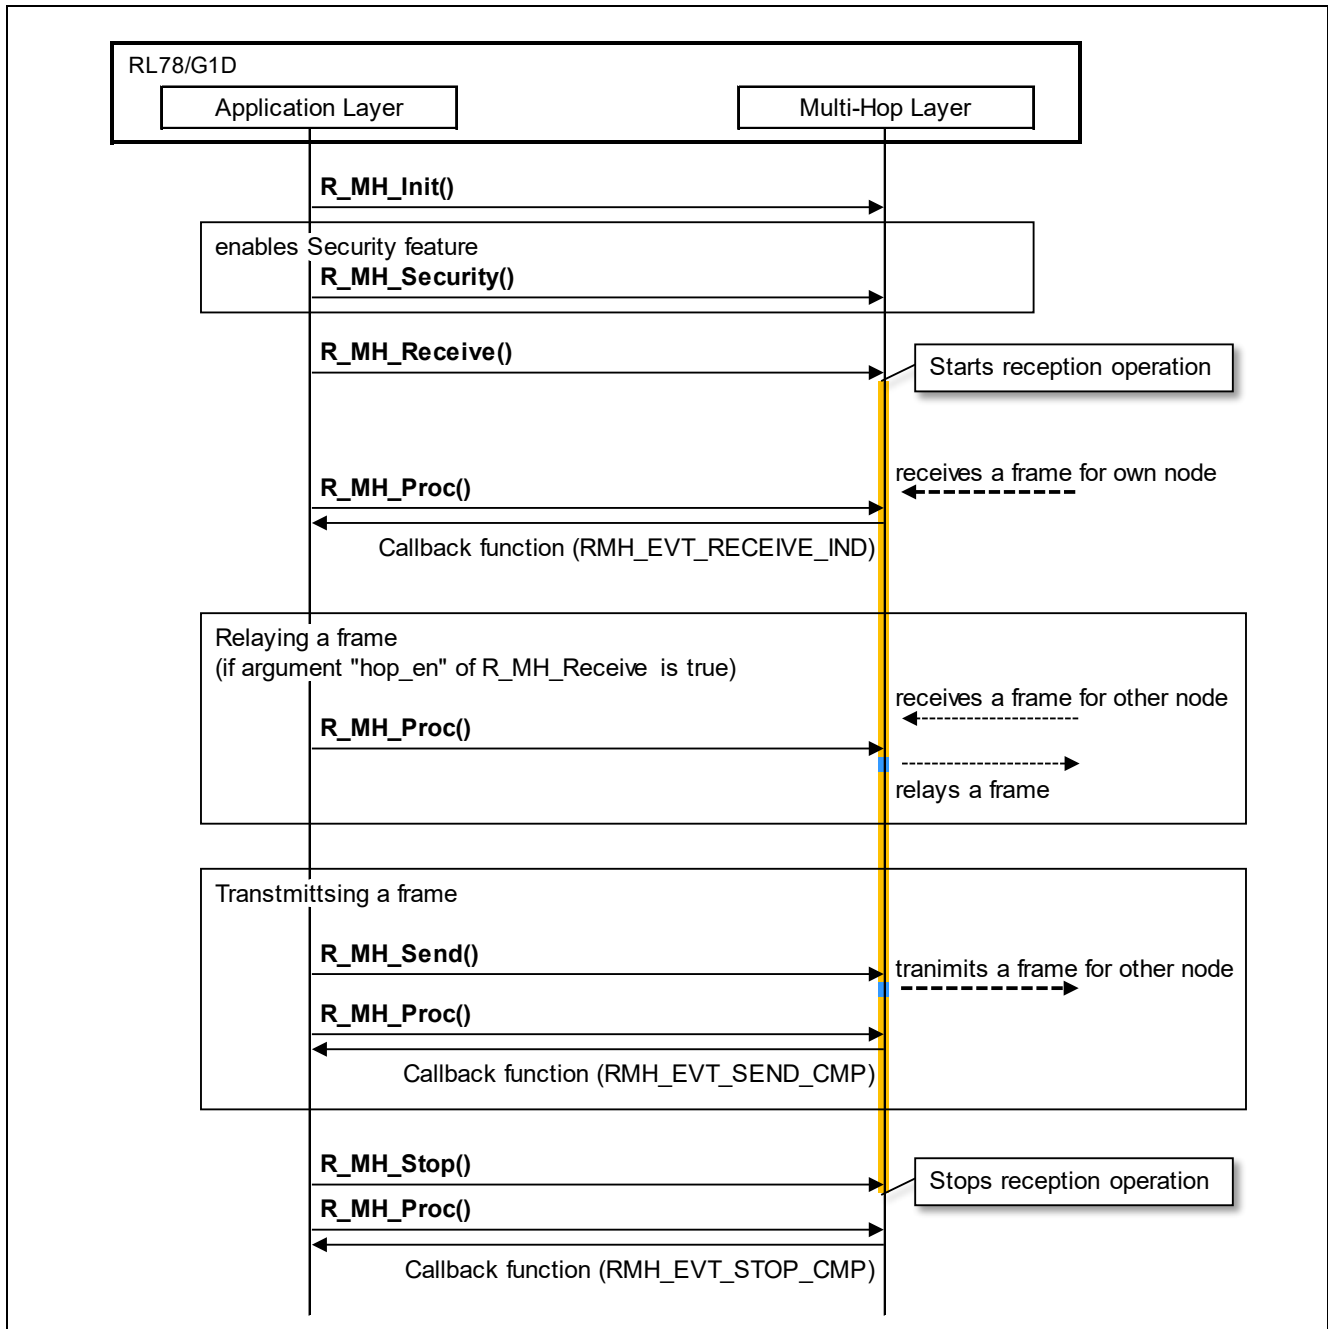 RL78/G1D
Application Layer
Multi-Hop Layer
R_MH_Init()
enables Security feature
R_MH_Security()
R_MH_Receive()
Starts reception operation
receives a frame for own node
R_MH_Proc()
Callback function (RMH_EVT_RECEIVE_IND)
Relaying a frame
(if argument "hop_en" of R_MH_Receive is true)
receives a frame for other node
R_MH_Proc()
relays a frame
Transtmittsing a frame
R_MH_Send()
tranimits a frame for other node
R_MH_Proc()
Callback function (RMH_EVT_SEND_CMP)
R_MH_Stop()
Stops reception operation
R_MH_Proc()
Callback function (RMH_EVT_STOP_CMP)